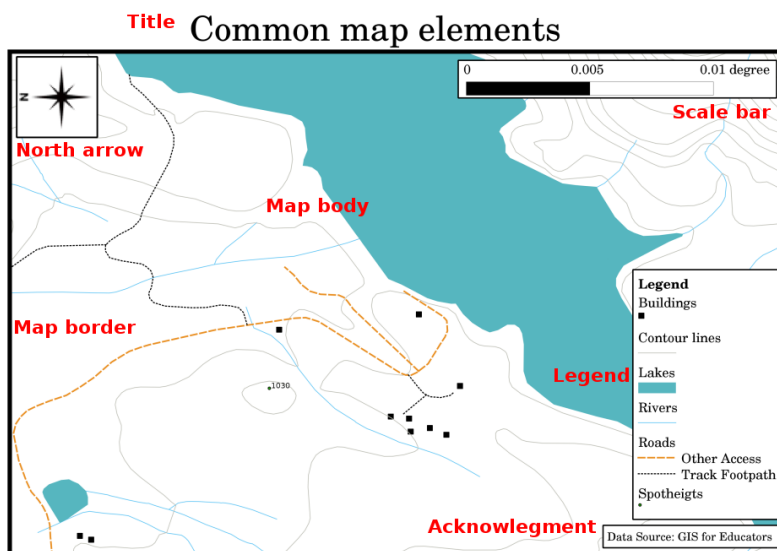 Title Common map elements
0 0.005 0.01 degree
N
Scale bar
North arrow
Map body
Map border
1030
Legend
Legend
Buildings
Contour lines
Lakes
Rivers
Roads
Other Access
Track Footpath
Spotheigts
Acknowlegment
Data Source: GIS for Educators